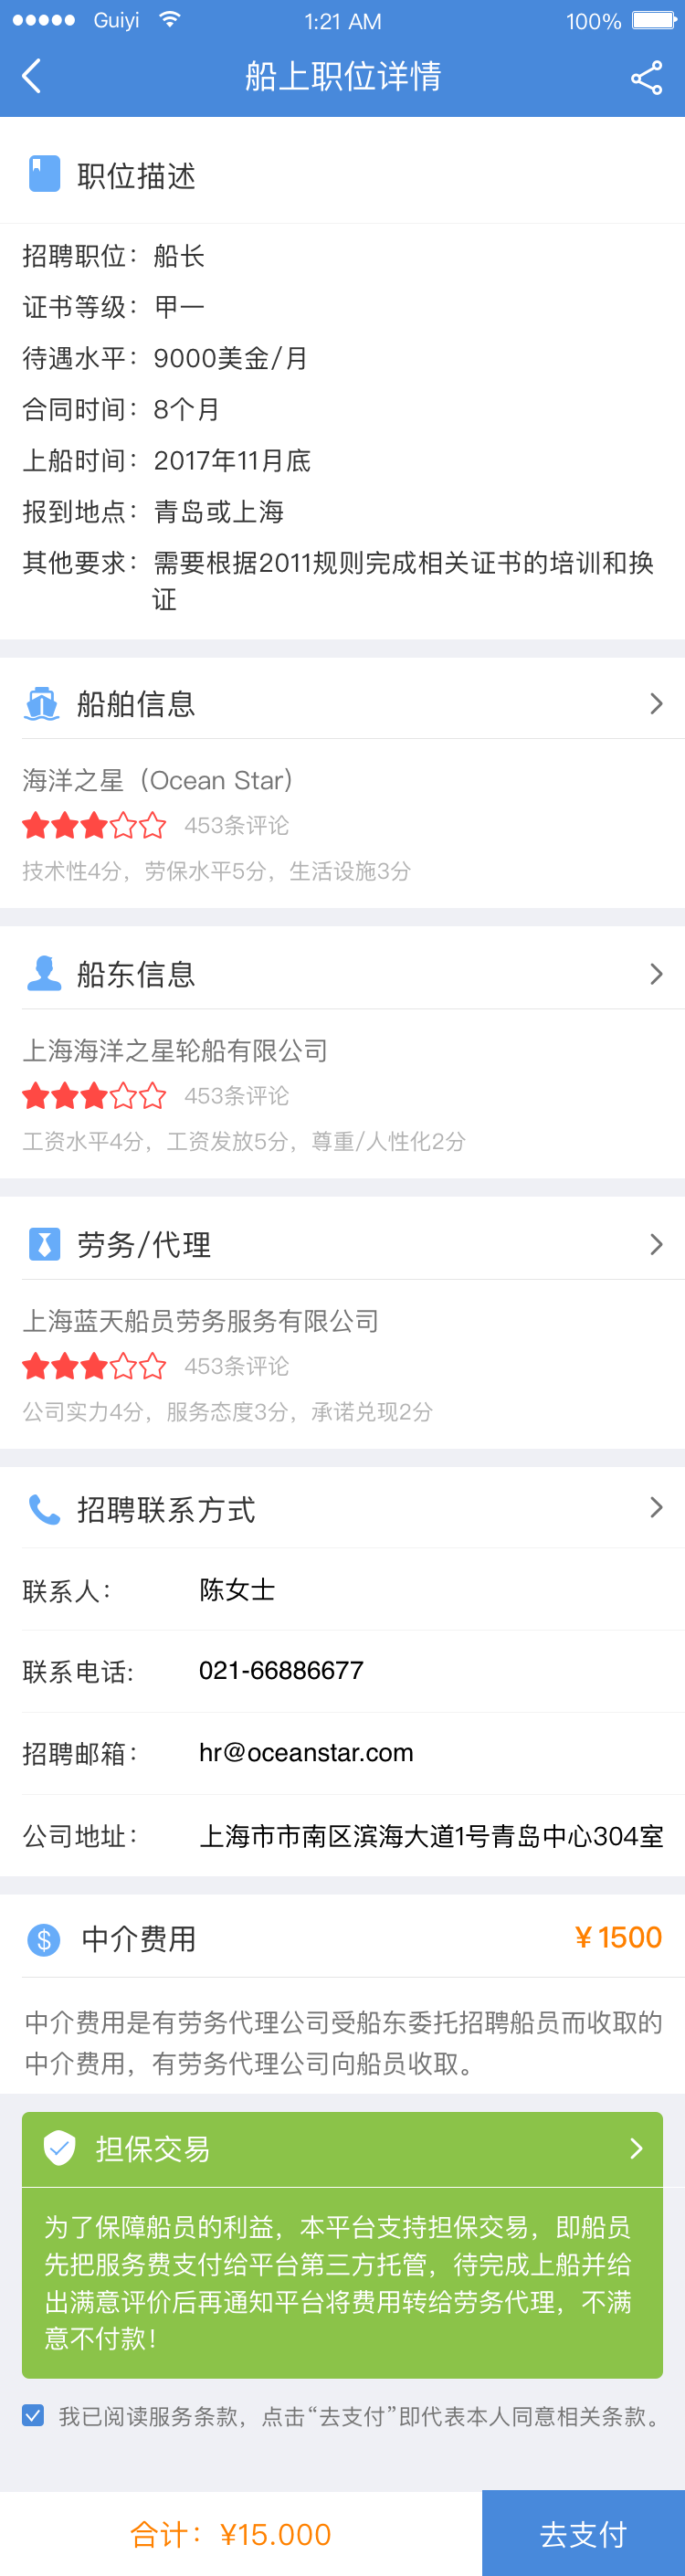 Guiyi 1:21 AM 100%
船上职位详情
职位描述
招聘职位：船长
证书等级：甲一
待遇水平：9000美金/月
合同时间：8个月
上船时间：2017年11月底
报到地点：青岛或上海
其他要求：需要根据2011规则完成相关证书的培训和换
证
船舶信息
海洋之星（Ocean Star）
453条评论
技术性4分，劳保水平5分，生活设施3分
船东信息
上海海洋之星轮船有限公司
453条评论
工资水平4分，工资发放5分，尊重/人性化2分
劳务/代理
上海蓝天船员劳务服务有限公司
453条评论
公司实力4分，服务态度3分，承诺兑现2分
招聘联系方式
联系人： 陈女士
联系电话: 021-66886677
招聘邮箱： hr@oceanstar.com
公司地址： 上海市市南区滨海大道1号青岛中心304室
中介费用 ¥1500
中介费用是有劳务代理公司受船东委托招聘船员而收取的
中介费用，有劳务代理公司向船员收取。
担保交易
为了保障船员的利益，本平台支持担保交易，即船员
先把服务费支付给平台第三方托管，待完成上船并给
出满意评价后再通知平台将费用转给劳务代理，不满
意不付款！
我已阅读服务条款，点击“去支付”即代表本人同意相关条款。
合计：¥15.000 去支付